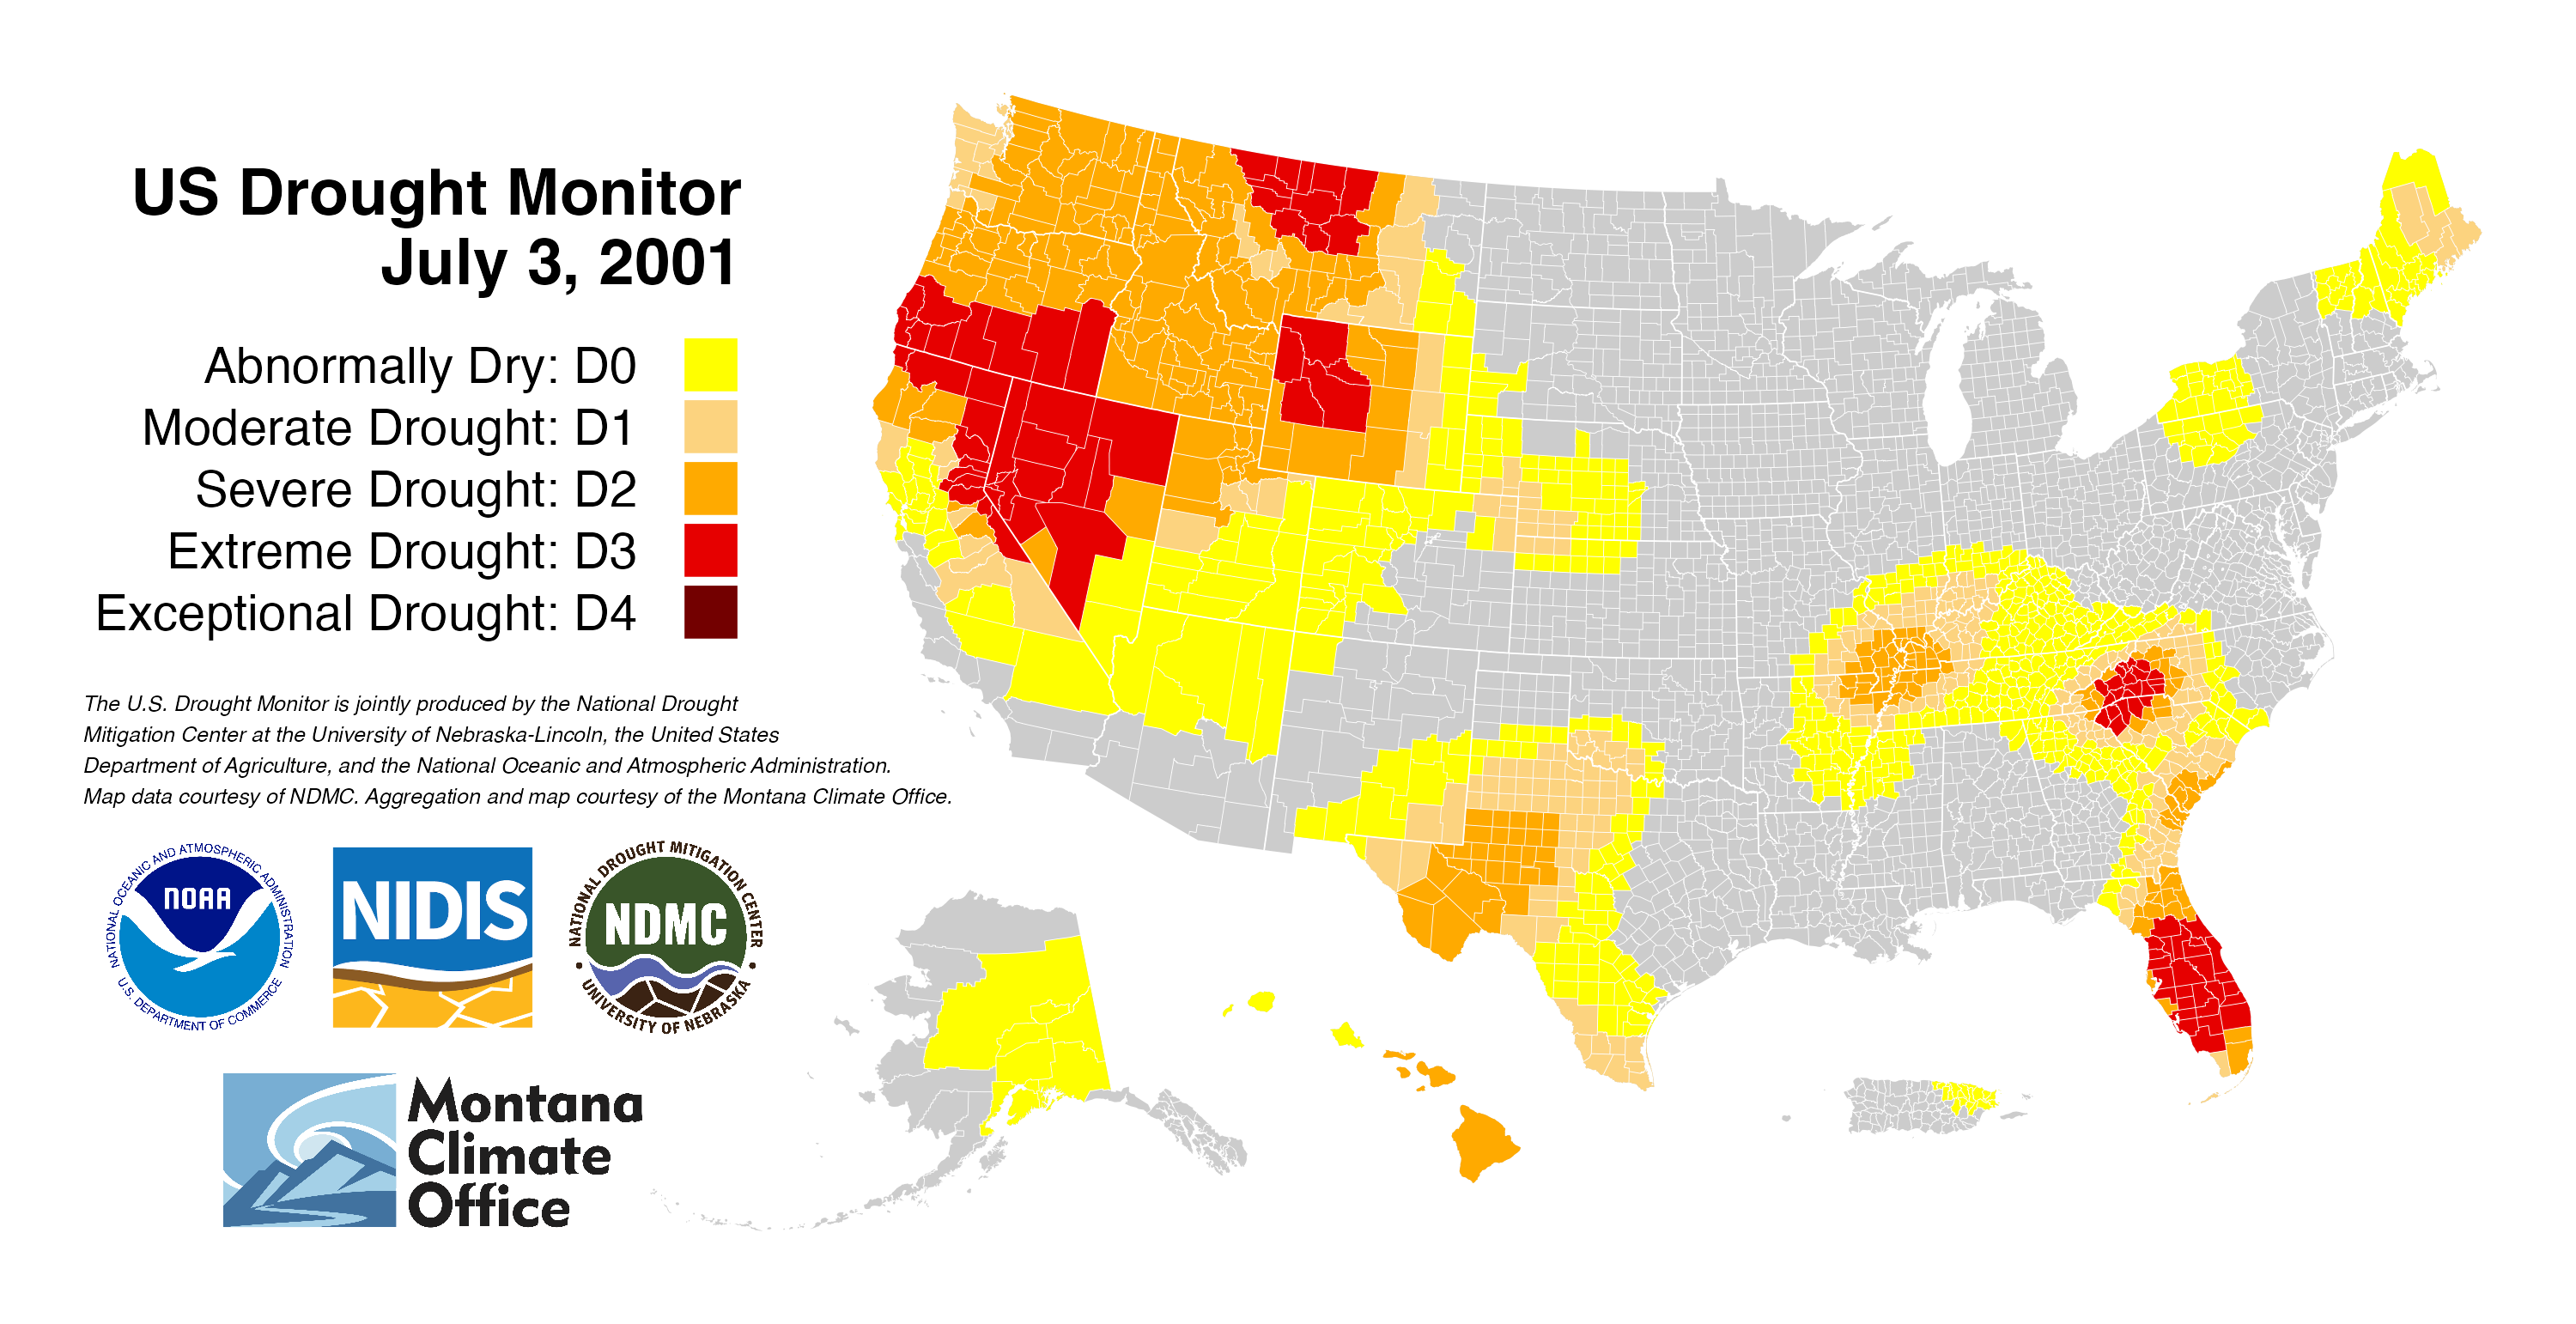 US Drought Monitor
July 3, 2001
Abnormally Dry: D0
Moderate Drought: D1
Severe Drought: D2
Extreme Drought: D3
Exceptional Drought: D4
The U.S. Drought Monitor is jointly produced by the National Drought
Mitigation Center at the University of Nebraska-Lincoln, the United States
Department of Agriculture, and the National Oceanic and Atmospheric Administration.
Map data courtesy of NDMC. Aggregation and map courtesy of the Montana Climate Office.
NATIONAL OCEANIC AND ATMOSPHERIC ADMINISTRATION
NOAA
U.S. DEPARTMENT OF COMMERCE
NIDIS
NATIONAL DROUGHT MITIGATION CENTER
NDMC
UNIVERSITY OF NEBRASKA
Montana
Climate
Office